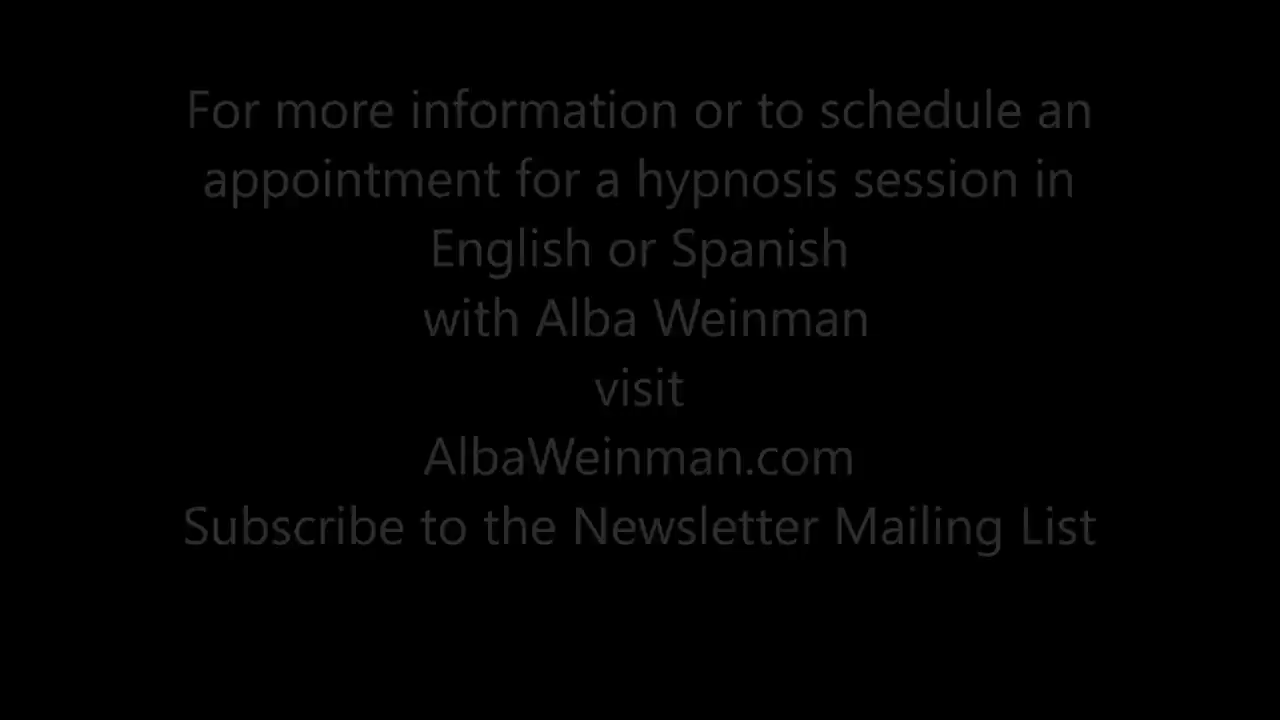 For more information or to schedule an
appointment for a hypnosis session in
English or Spanish
with Alba Weinman
visit
AlbaWeinman.com
Subscribe to the Newsletter Mailing List